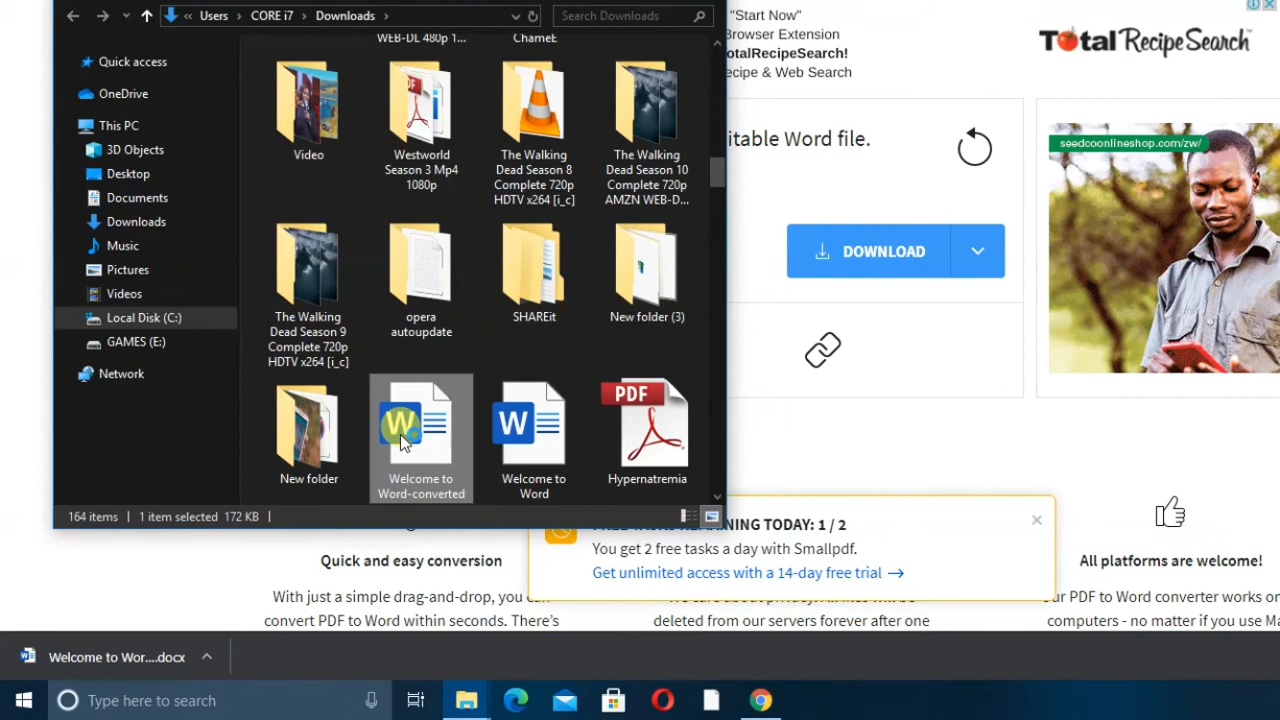 Users > CORE i7 > Downloads >
Search Downloads
WEB-DL 480p 1...
ChameE
Quick access
OneDrive
This PC
3D Objects
Desktop
Documents
Downloads
Music
Pictures
Videos
Local Disk (C:)
GAMES (E:)
Network
Video
Westworld
Season 3 Mp4
1080p
The Walking
Dead Season 8
Complete 720p
HDTV x264 [i_c]
The Walking
Dead Season 10
Complete 720p
AMZN WEB-D...
The Walking
Dead Season 9
Complete 720p
HDTV x264 [i_c]
opera
autoupdate
SHAREit
New folder (3)
New folder
Welcome to
Word-converted
Welcome to
Word
PDF
Hypernatremia
164 items
1 item selected 172 KB
"Start Now"
Browser Extension
otalRecipeSearch!
ecipe & Web Search
Total RecipeSearch
itable Word file.
DOWNLOAD
seedcoonlineshop.com/zw/
NING TODAY: 1 / 2
You get 2 free tasks a day with Smallpdf.
Get unlimited access with a 14-day free trial →
Quick and easy conversion
With just a simple drag-and-drop, you can
convert PDF to Word within seconds. There's
deleted from our servers forever after one
All platforms are welcome!
our PDF to Word converter works on
computers - no matter if you use Ma
Welcome to Wor....docx
Type here to search